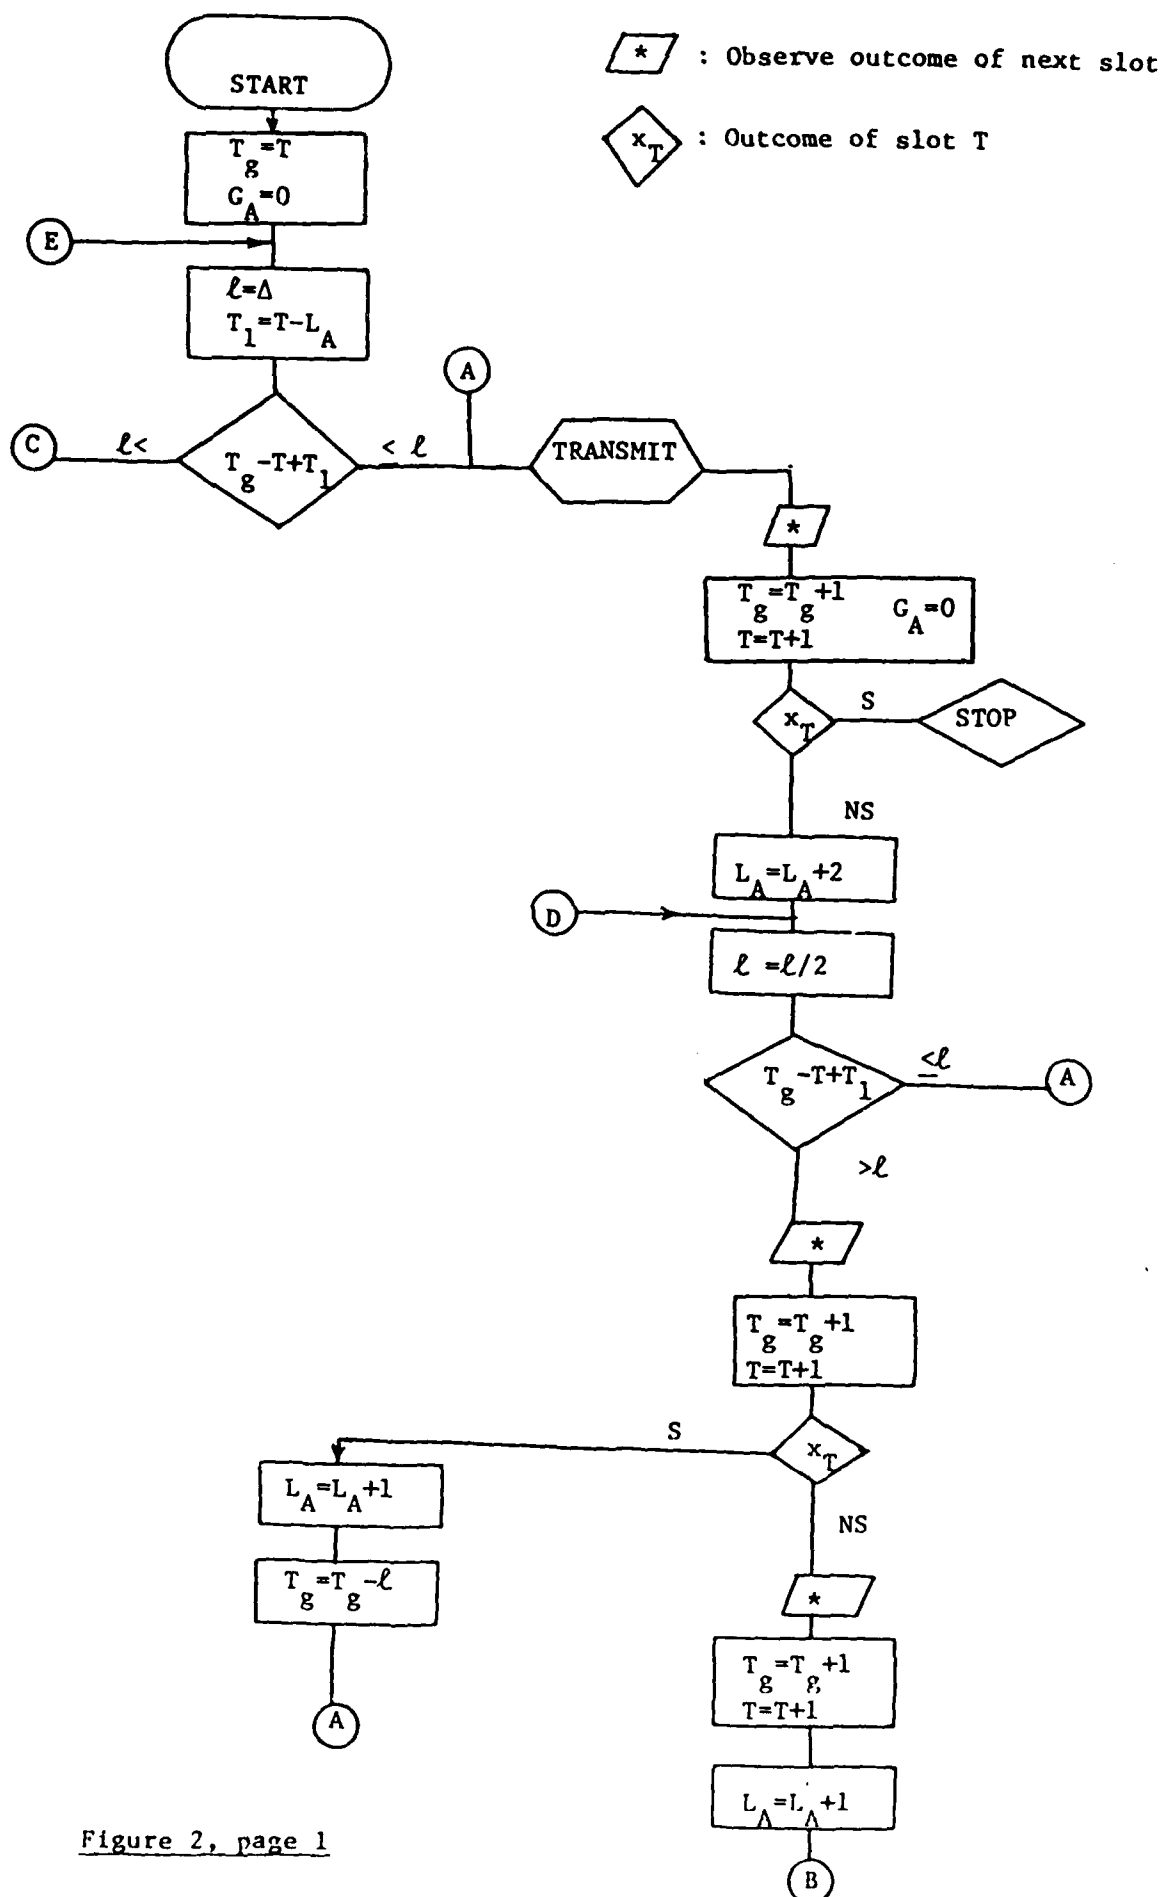 * : Observe outcome of next slot
x_T : Outcome of slot T
START
T_g=T
G_A=0
E
ℓ=Δ
T_1=T-L_A
A
C
ℓ<
T_g-T+T_1
≤ ℓ
TRANSMIT
*
T_g=T_g+1 G_A=0
T=T+1
x_T
S
STOP
NS
L_A=L_A+2
D
ℓ =ℓ/2
T_g-T+T_1
≤ℓ
A
>ℓ
*
T_g=T_g+1
T=T+1
x_T
S
L_A=L_A+1
NS
T_g=T_g-ℓ
*
T_g=T_g+1
T=T+1
A
L_A=L_A+1
Figure 2, page 1
B